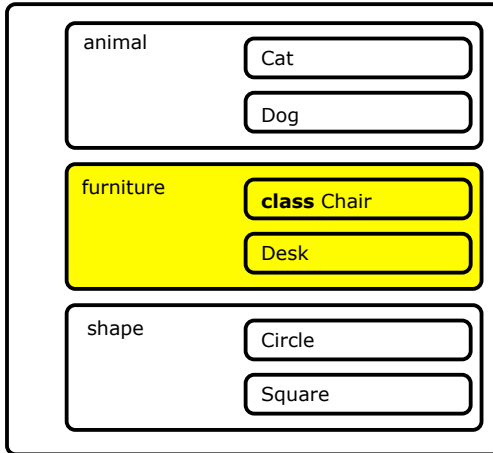 animal
Cat
Dog
furniture
class Chair
Desk
shape
Circle
Square